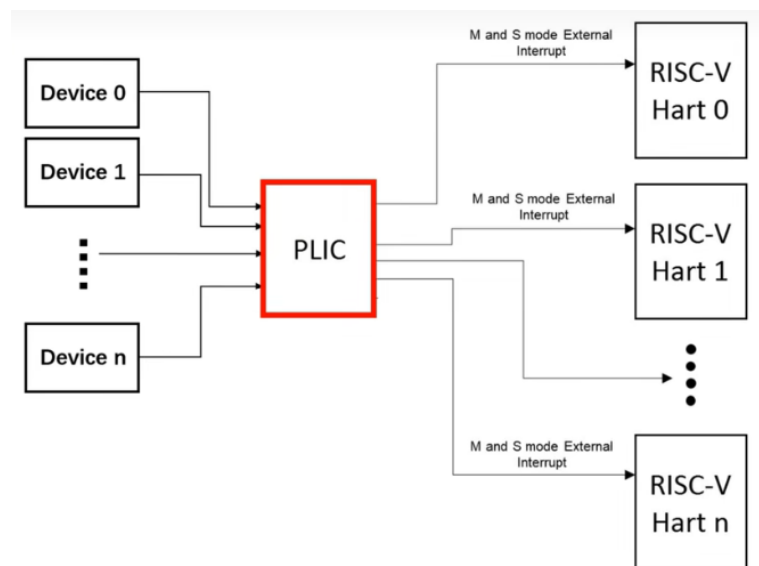 Device 0
Device 1
Device n
PLIC
M and S mode External
Interrupt
RISC-V
Hart 0
M and S mode External
Interrupt
RISC-V
Hart 1
M and S mode External
Interrupt
RISC-V
Hart n